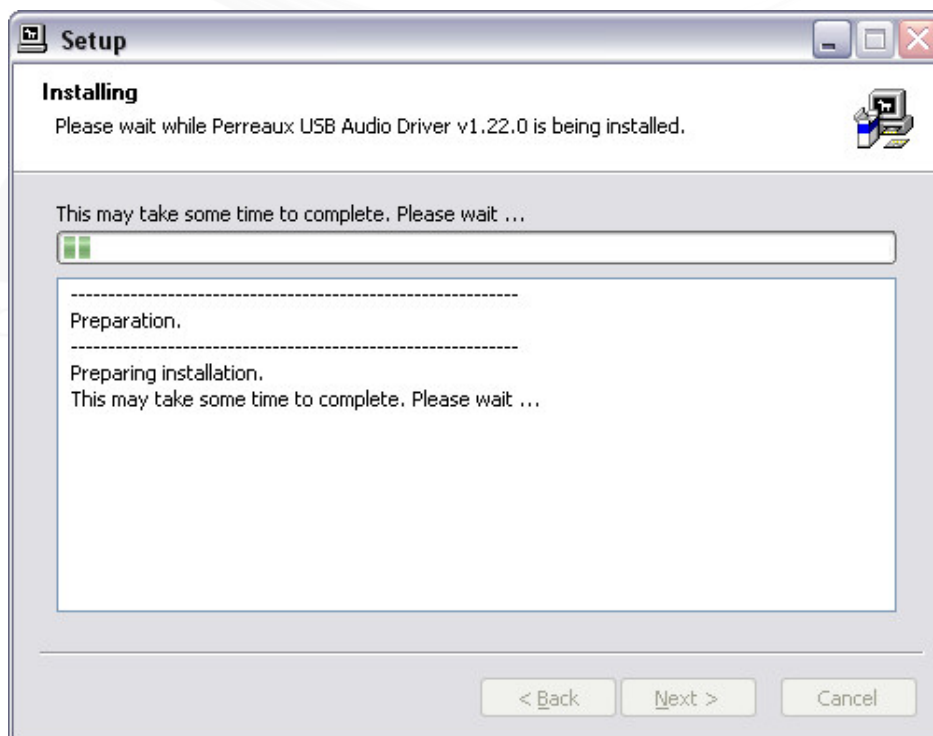 Setup
Installing
Please wait while Perreaux USB Audio Driver v1.22.0 is being installed.
This may take some time to complete. Please wait ...
------------------------------------------------------------
Preparation.
------------------------------------------------------------
Preparing installation.
This may take some time to complete. Please wait ...
< Back
Next >
Cancel